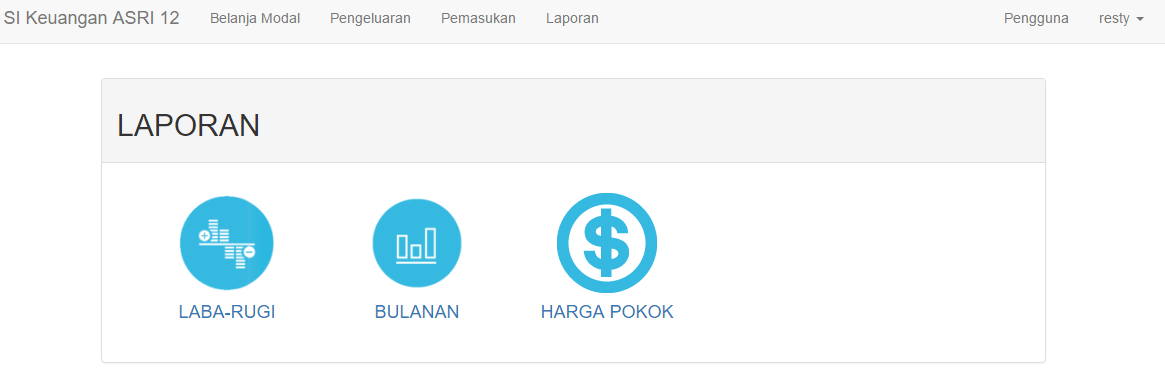 SI Keuangan ASRI 12 Belanja Modal Pengeluaran Pemasukan Laporan Pengguna resty
LAPORAN
LABA-RUGI BULANAN HARGA POKOK